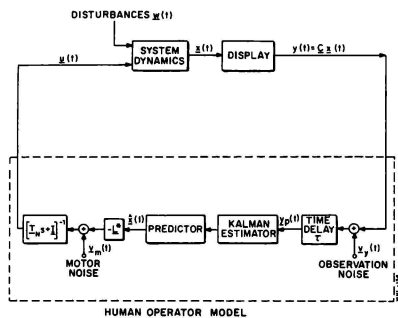 DISTURBANCES w(t)
u(t)
SYSTEM
DYNAMICS
x(t)
DISPLAY
y(t)=C x(t)
[T_N s+I]^-1
+
v_m(t)
MOTOR
NOISE
-L*
x̂(t)
PREDICTOR
KALMAN
ESTIMATOR
y_p(t)
TIME
DELAY
τ
+
v_y(t)
OBSERVATION
NOISE
HUMAN OPERATOR MODEL